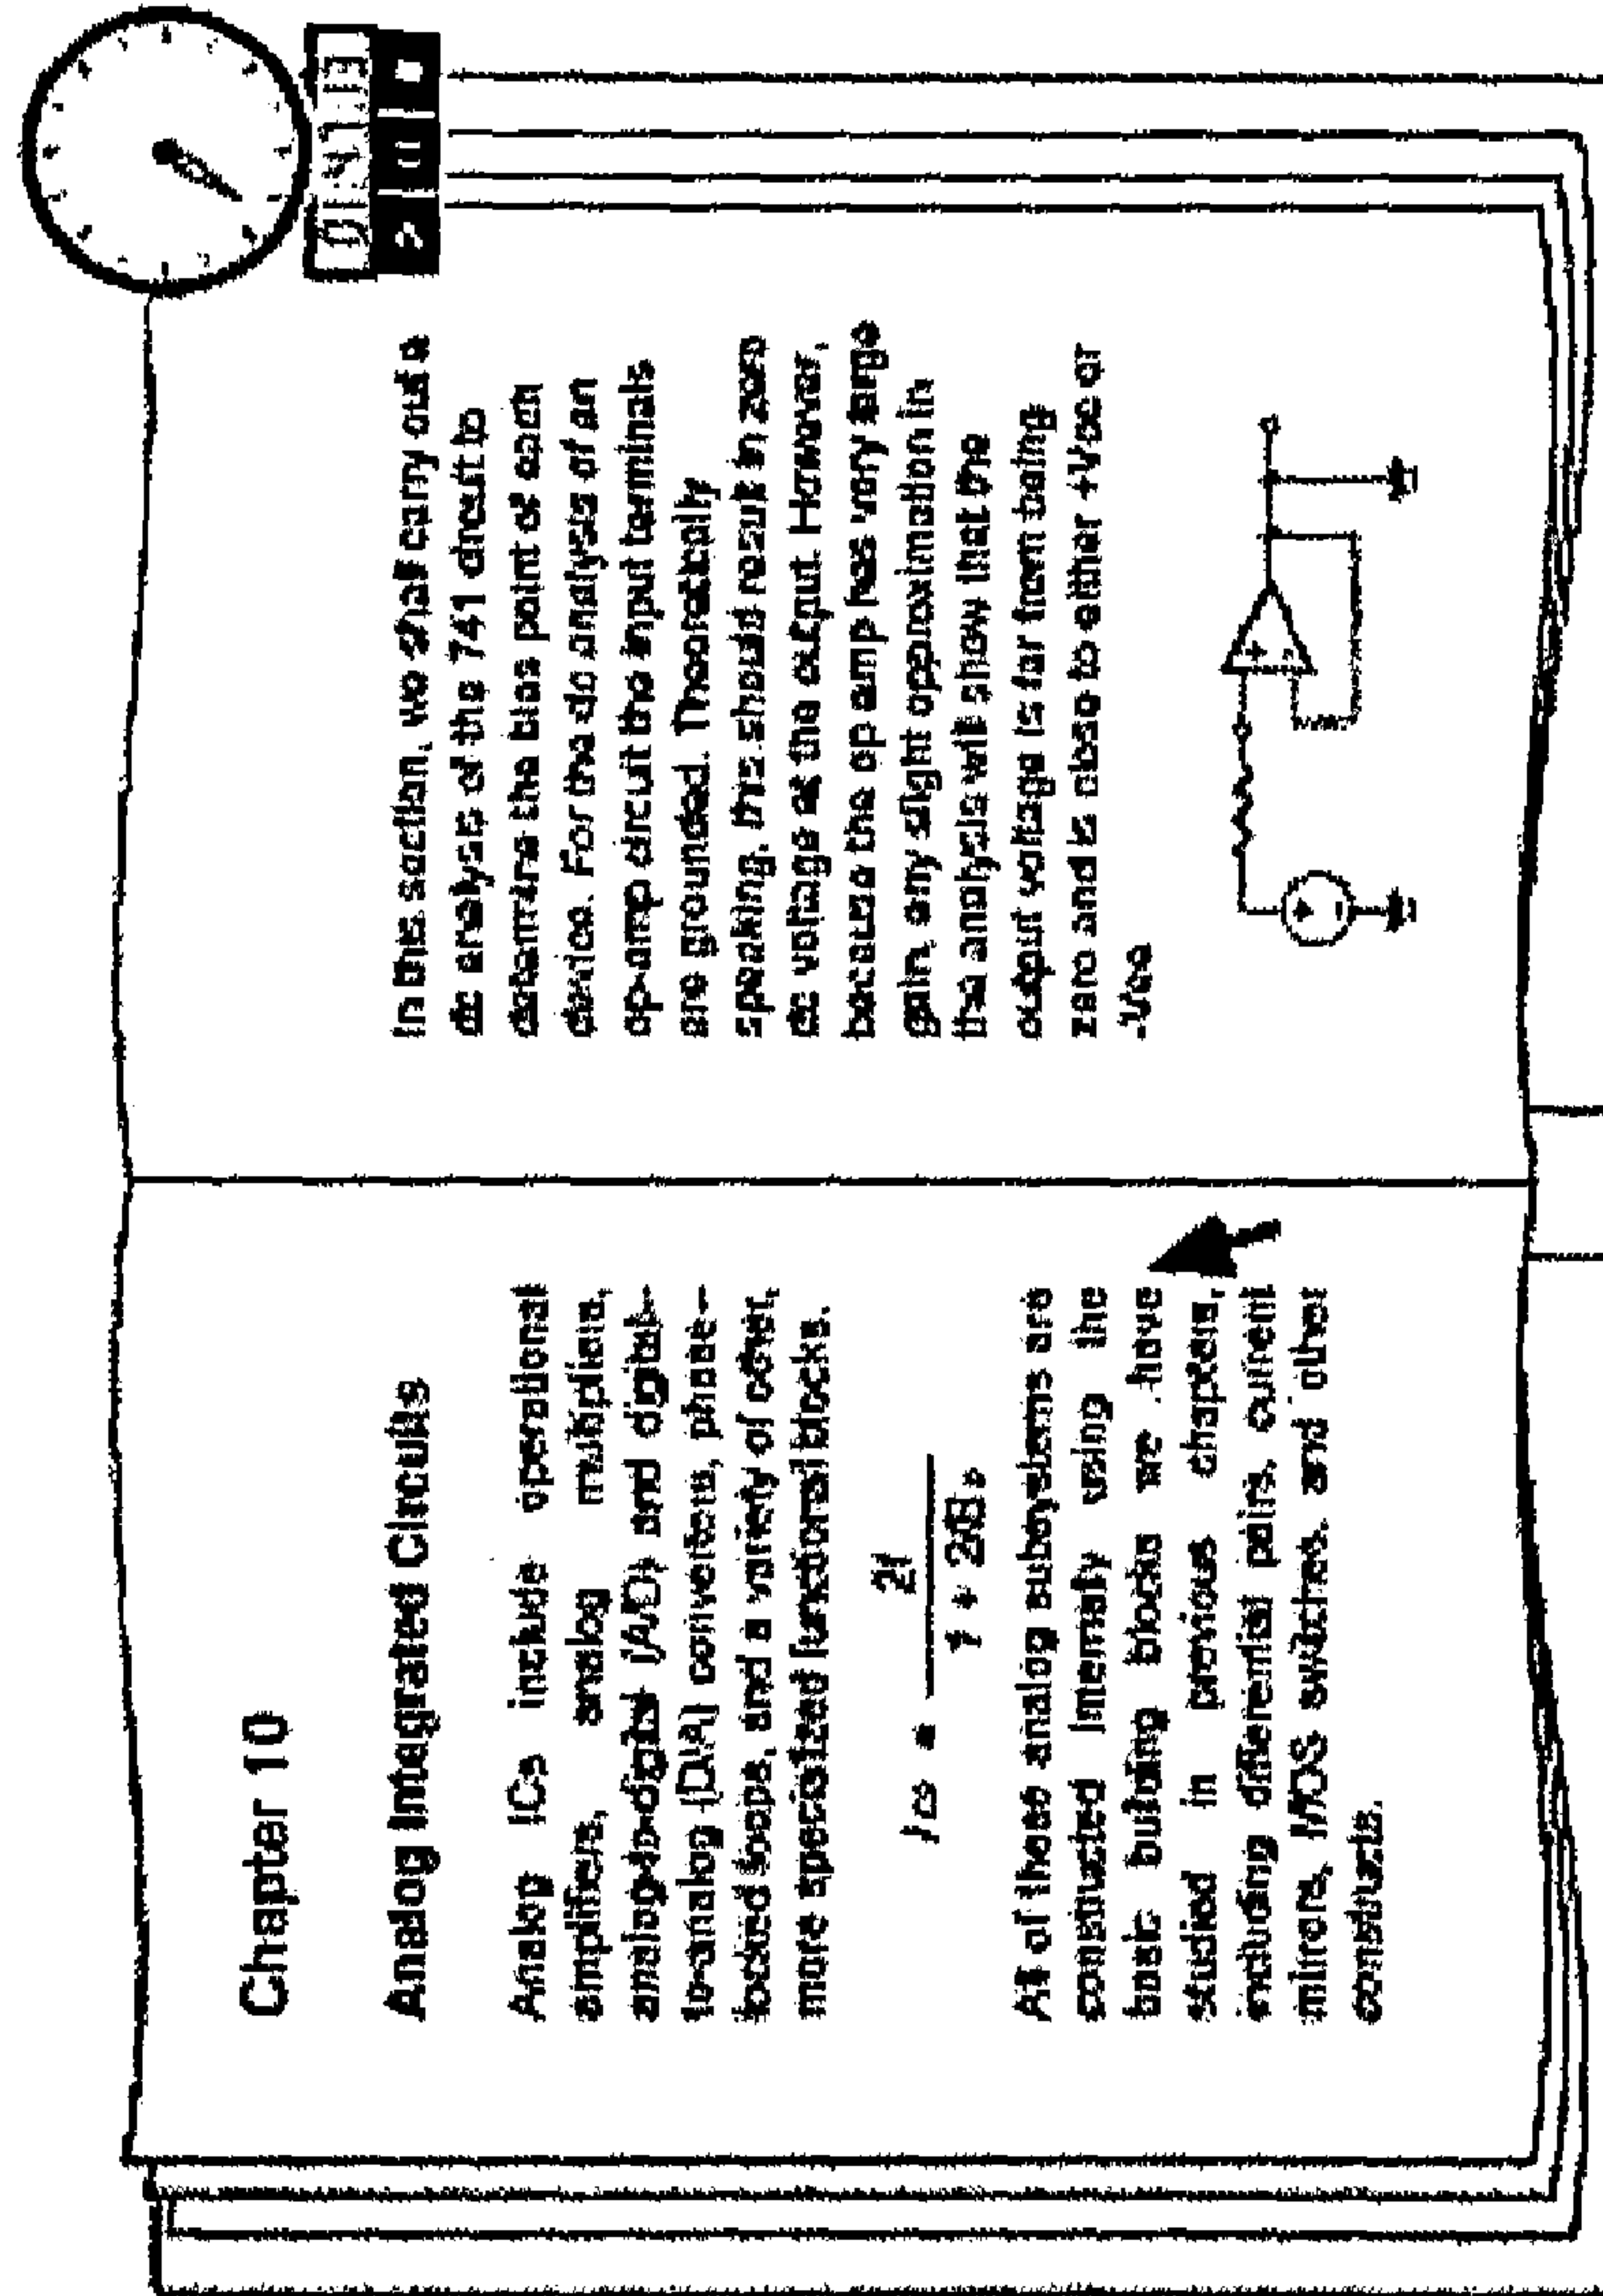 Chapter 10
Analog Integrated Circuits
Analog ICs include operational
amplifiers, analog multipliers,
analog-to-digital (A/D) and digital-
to-analog (D/A) converters, phase-
locked loops, and a variety of other,
more specialized functional blocks.
All of these analog subsystems are
constructed internally using the
basic building blocks we have
studied in previous chapters,
including differential pairs, current
mirrors, MOS switches, and other
constructs.
In this section, we shall carry out a
dc analysis of the 741 circuit to
determine the bias point of each
device. For the dc analysis of an
op-amp circuit the input terminals
are grounded. Theoretically
speaking, this should result in zero
dc voltage at the output. However,
because the op amp has very large
gain, any slight approximation in
the analysis will show that the
output voltage is far from being
zero and is close to either +Vcc or
-Vee